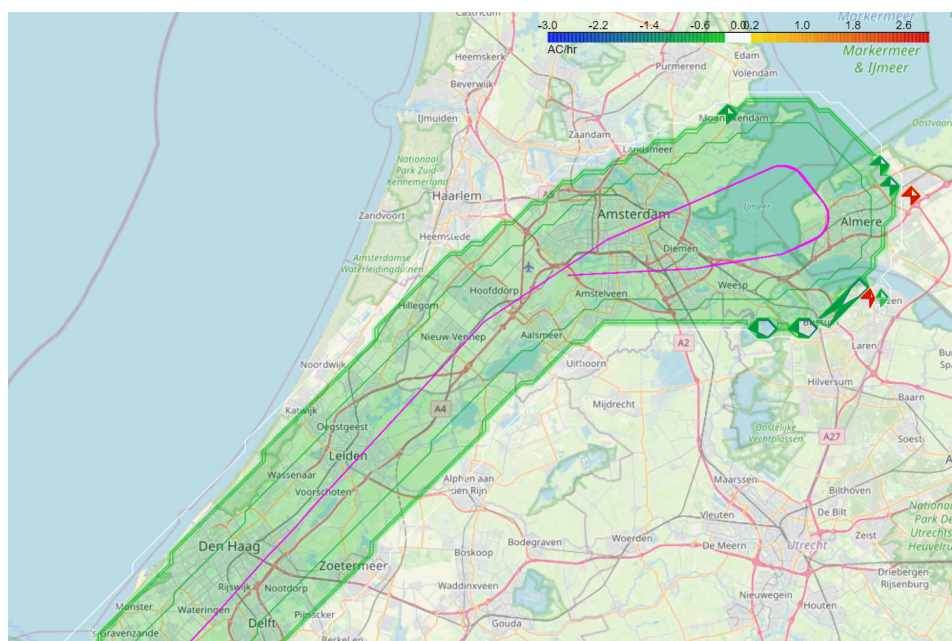 Castricum
-3.0 -2.2 -1.4 -0.6 0.0 0.2 1.0 1.8 2.6
AC/hr
Markermeer
Edam
Markermeer
& IJmeer
Heemskerk
Purmerend
Volendam
Beverwijk
IJmuiden
Zaandam
Landsmeer
Nationaal
Park Zuid
Kennemerland
Haarlem
A5
Zandvoort
Amsterdam
IJmeer
Almere
Heemstede
Diemen
Amsterdamse
Waterleidingduinen
Hoofddorp
Weesp
Amstelveen
Hillegom
Nieuw-Vennep
Aalsmeer
A2
Laren
Uithoorn
Noordwijk
Hilversum
Baarn
Katwijk
A4
Mijdrecht
Oostelijke
Vechtplassen
A27
Soest
Oegstgeest
Leiden
Wassenaar
Alphen aan
den Rijn
Maarssen
Bilthoven
Voorschoten
Vleuten
De Bilt
Den Haag
Bodegraven
Woerden
De Meern
Utrecht
Zeist
Boskoop
Zoetermeer
Rijswijk
Nootdorp
Waddinxveen
Driebergen
-Rijsenburg
Nieuwegein
Houten
Monster
Wateringen
Pijnacker
Delft
Gouda
's Gravenzande